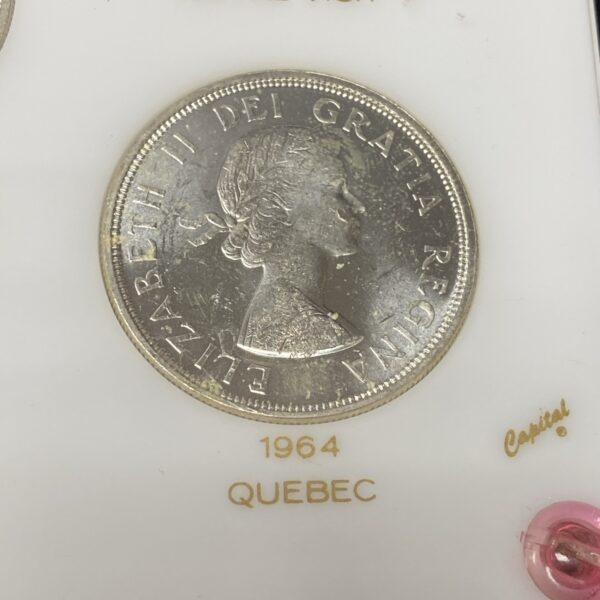 ELIZABETH II DEI GRATIA REGINA
1964
QUEBEC
Capital ®